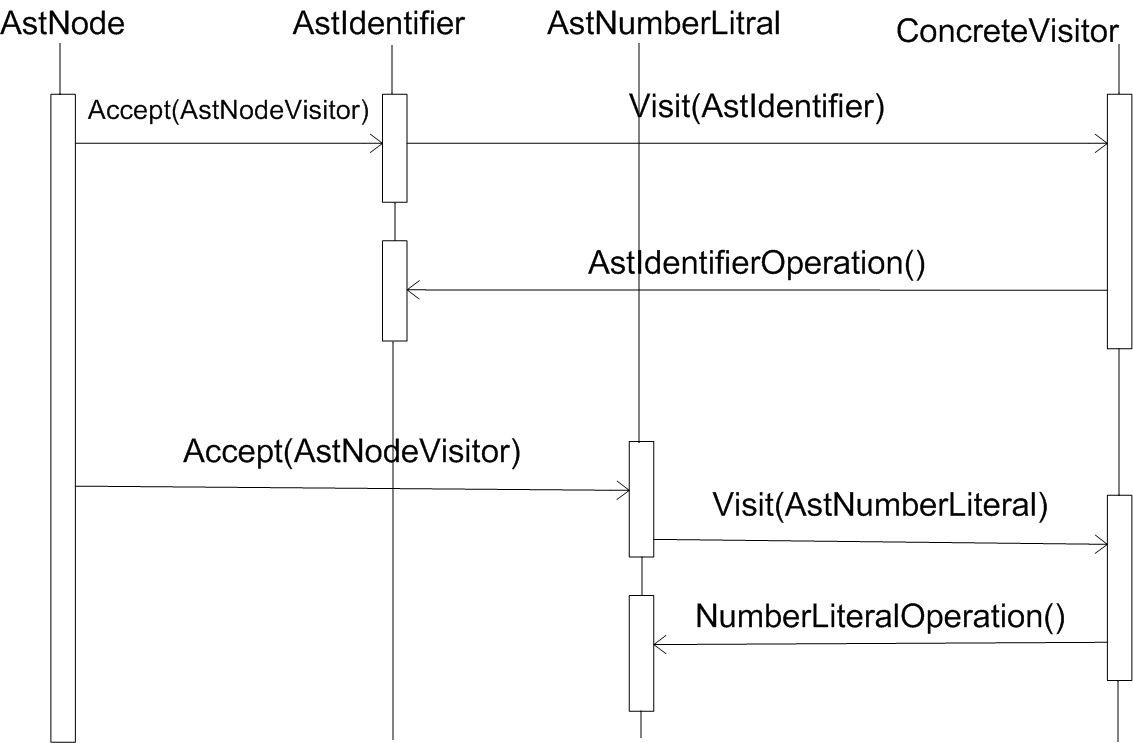 AstNode
AstIdentifier
AstNumberLitral
ConcreteVisitor
Accept(AstNodeVisitor)
Visit(AstIdentifier)
AstIdentifierOperation()
Accept(AstNodeVisitor)
Visit(AstNumberLiteral)
NumberLiteralOperation()